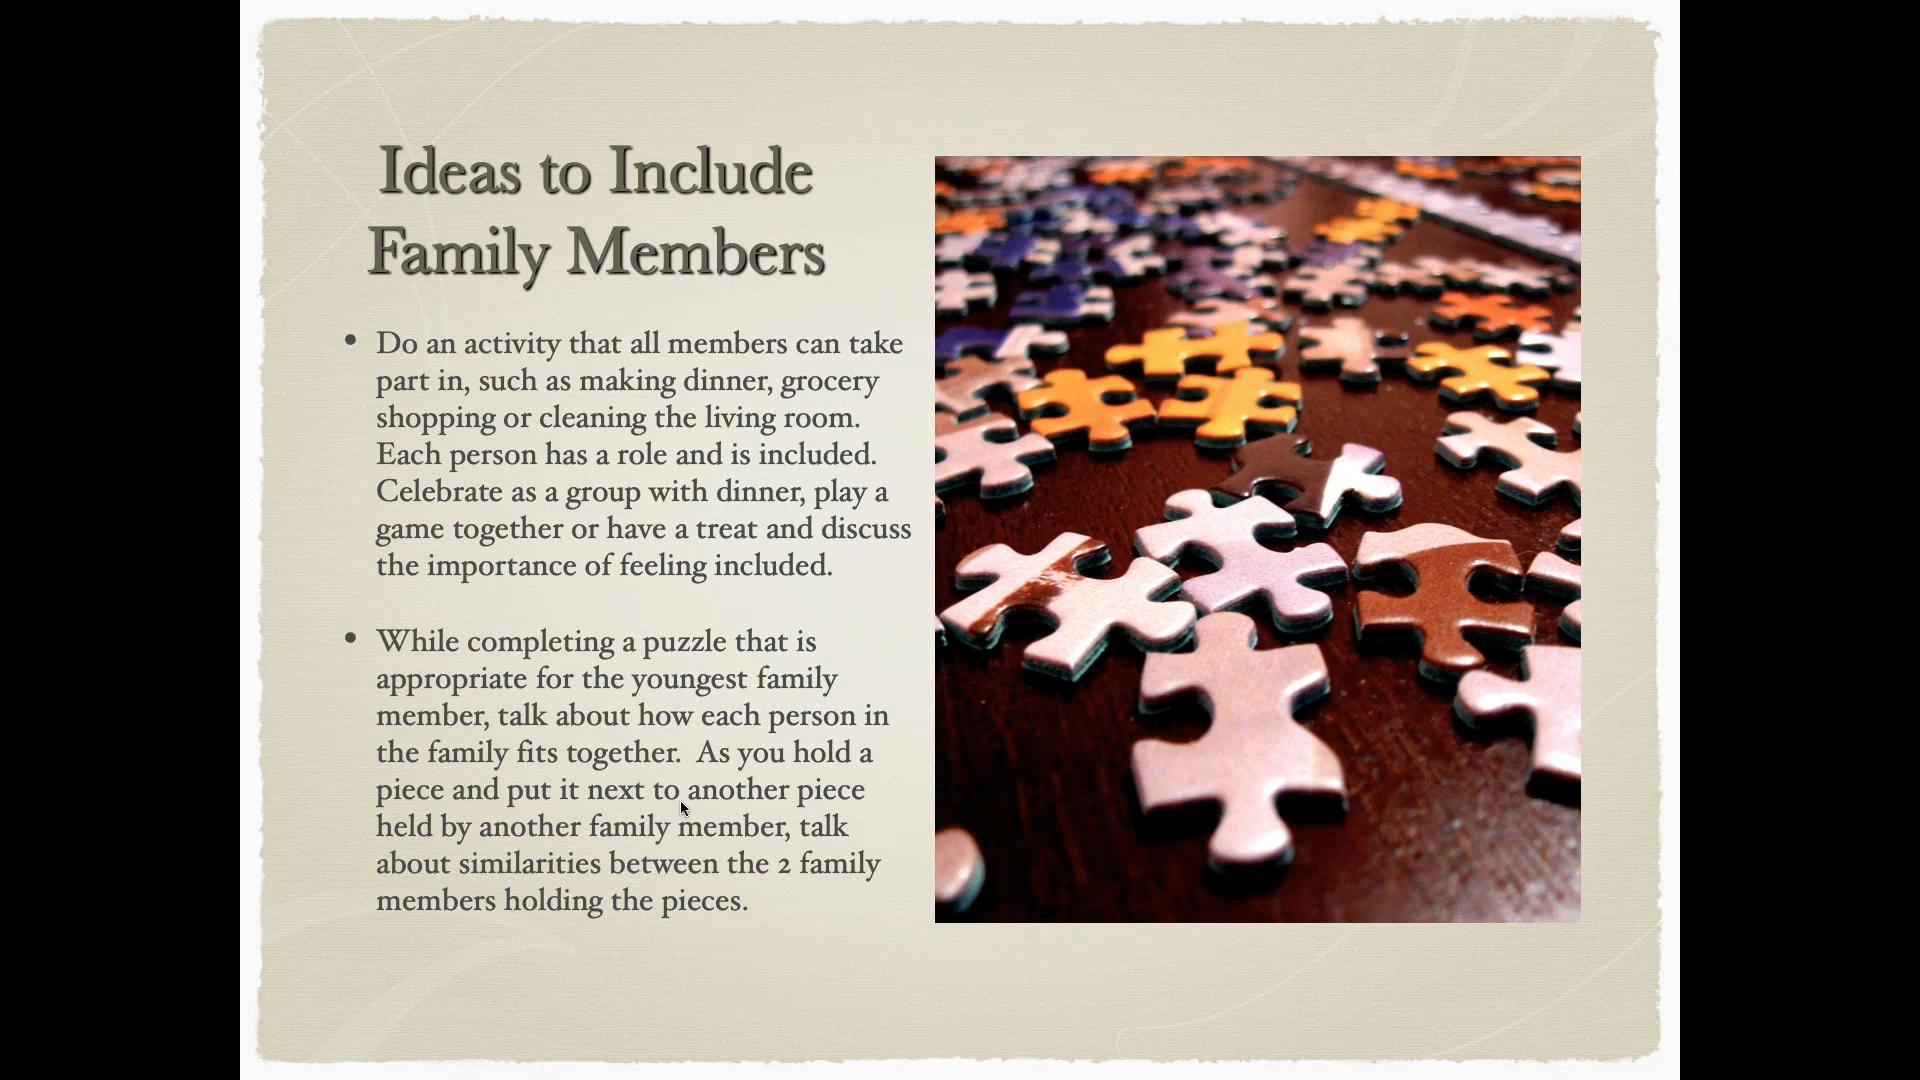 Ideas to Include
Family Members
• Do an activity that all members can take
part in, such as making dinner, grocery
shopping or cleaning the living room.
Each person has a role and is included.
Celebrate as a group with dinner, play a
game together or have a treat and discuss
the importance of feeling included.
• While completing a puzzle that is
appropriate for the youngest family
member, talk about how each person in
the family fits together.  As you hold a
piece and put it next to another piece
held by another family member, talk
about similarities between the 2 family
members holding the pieces.